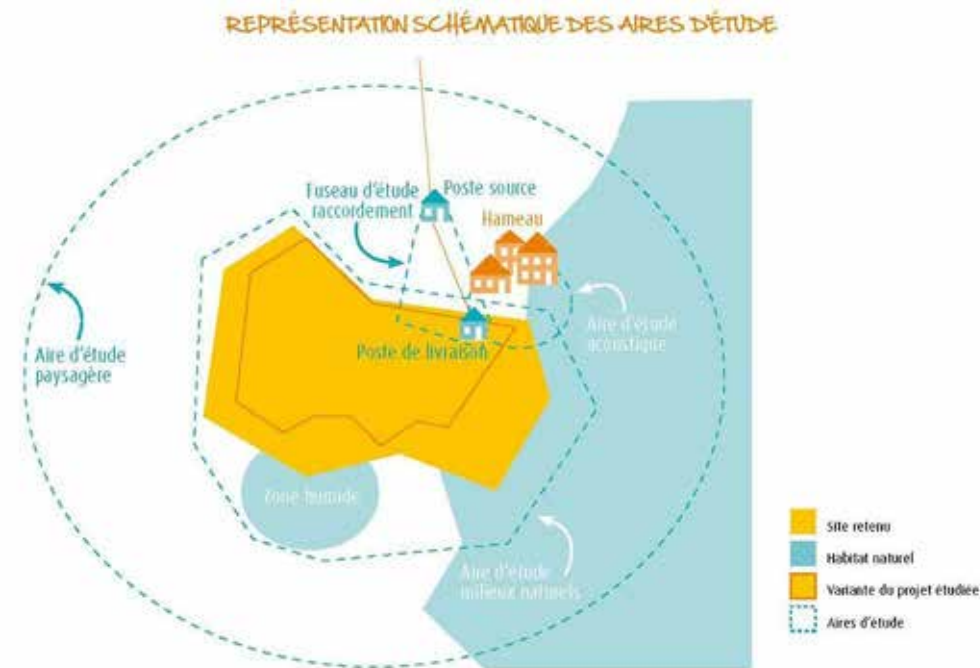 REPRÉSENTATION SCHÉMATIQUE DES AIRES D'ÉTUDE
Fuseau d'étude
raccordement
Poste source
Hameau
Aire d'étude
acoustique
Poste de livraison
Aire d'étude
paysagère
Zone humide
Aire d'étude
milieux naturels
Site retenu
Habitat naturel
Variante du projet étudiée
Aires d'étude